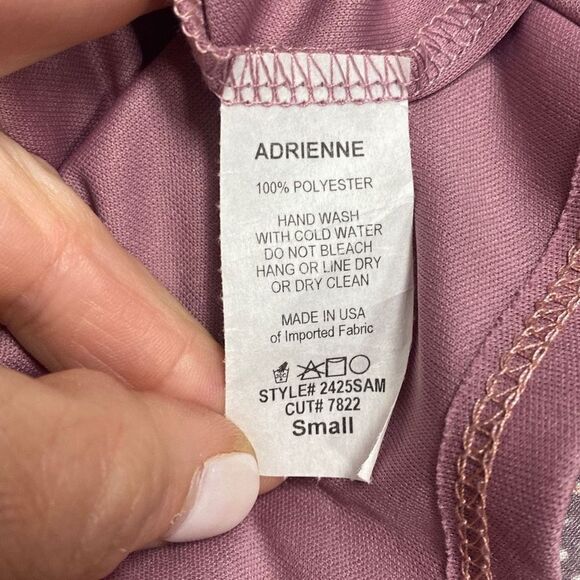 ADRIENNE
100% POLYESTER
HAND WASH
WITH COLD WATER
DO NOT BLEACH
HANG OR LINE DRY
OR DRY CLEAN
MADE IN USA
of Imported Fabric
STYLE# 2425SAM
CUT# 7822
Small